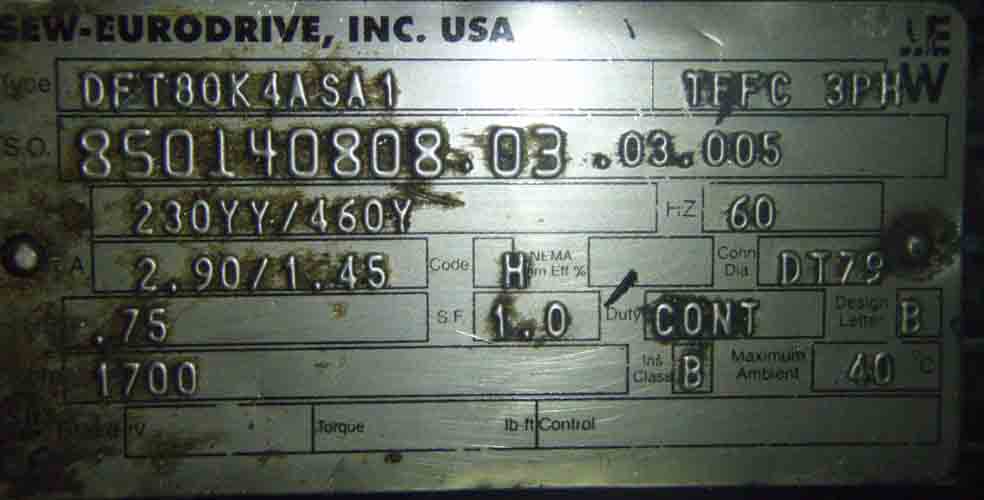 SEW-EURODRIVE, INC. USA
Type DFT80K4ASA1 TEFC 3PH EW
S.O. 850140808.03.03.005
230YY/460Y HZ 60
A 2.90/1.45 Code H NEMA Nom Eff % Conn Dia DT79
.75 S.F. 1.0 Duty CONT Design Letter B
1700 Ins Class B Maximum Ambient 40 °C
V Torque lb-ft Control